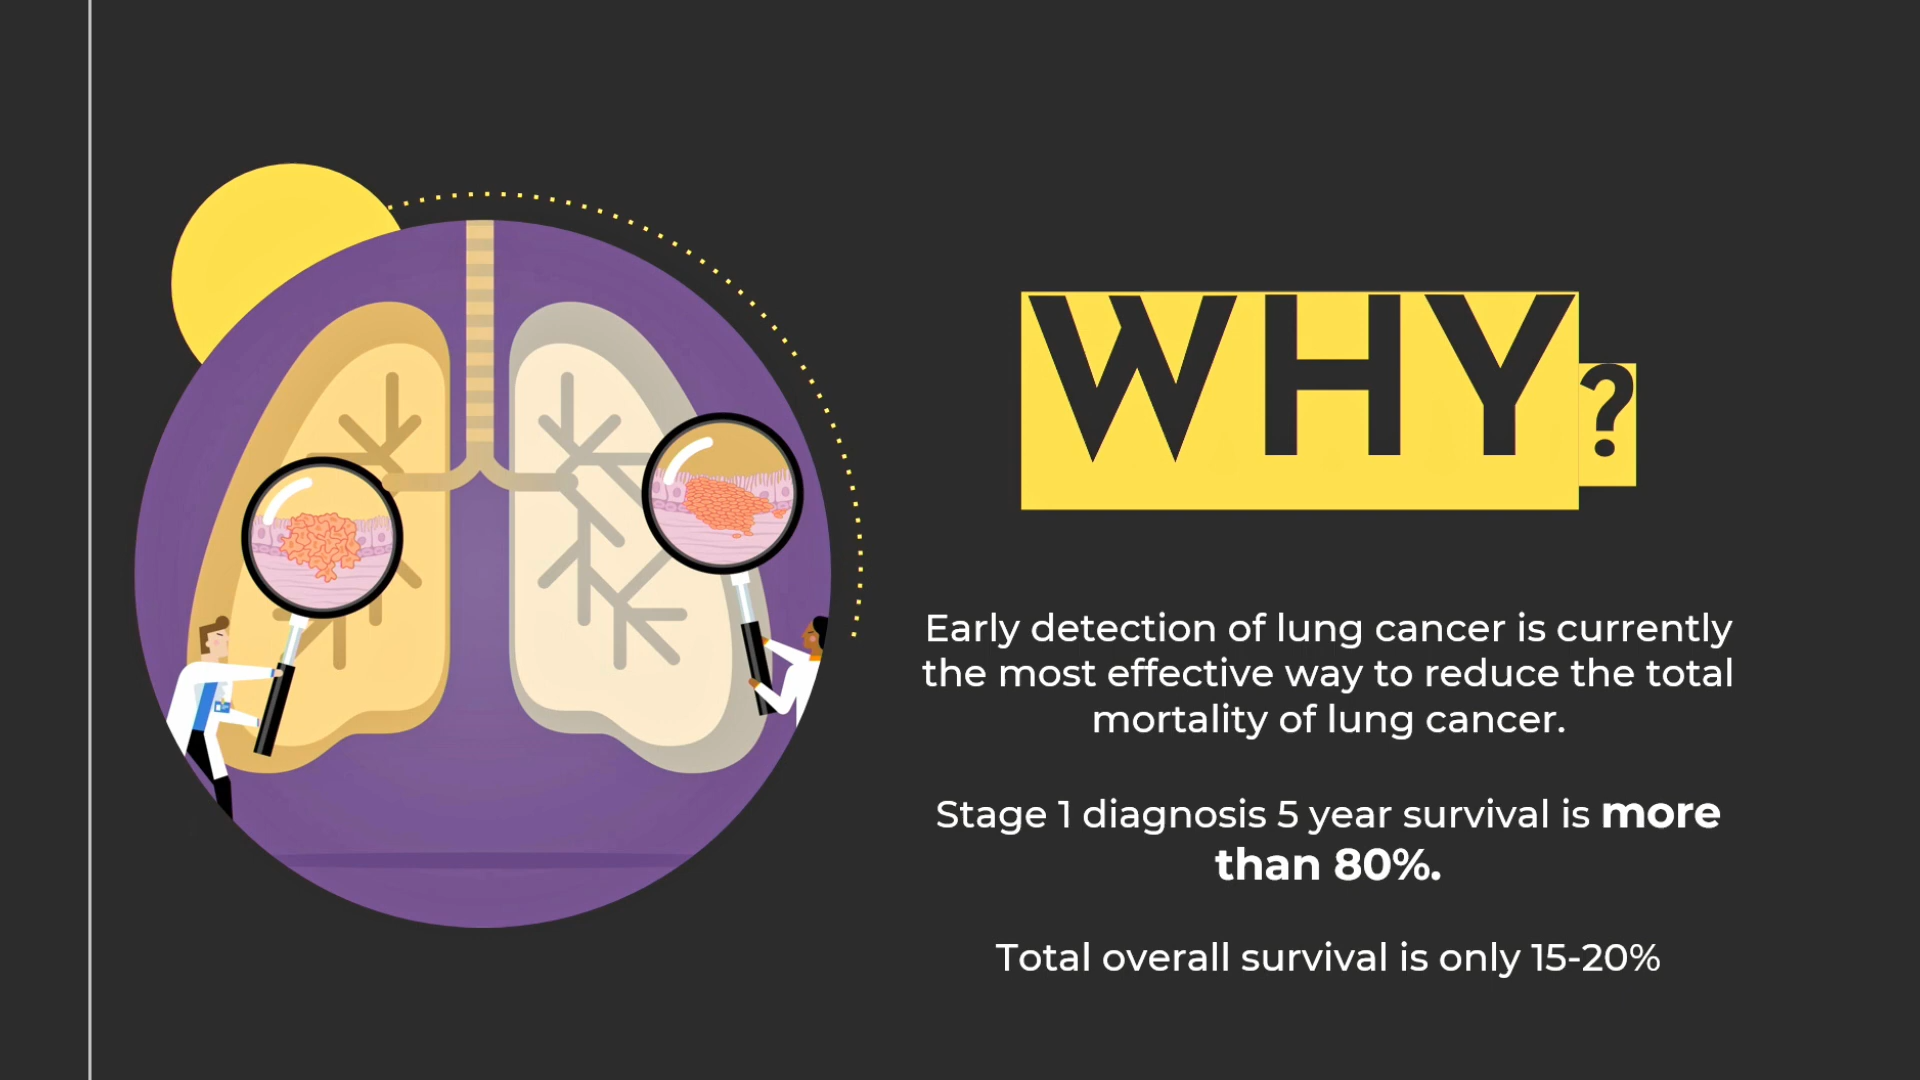 WHY?
Early detection of lung cancer is currently
the most effective way to reduce the total
mortality of lung cancer.
Stage 1 diagnosis 5 year survival is more
than 80%.
Total overall survival is only 15-20%